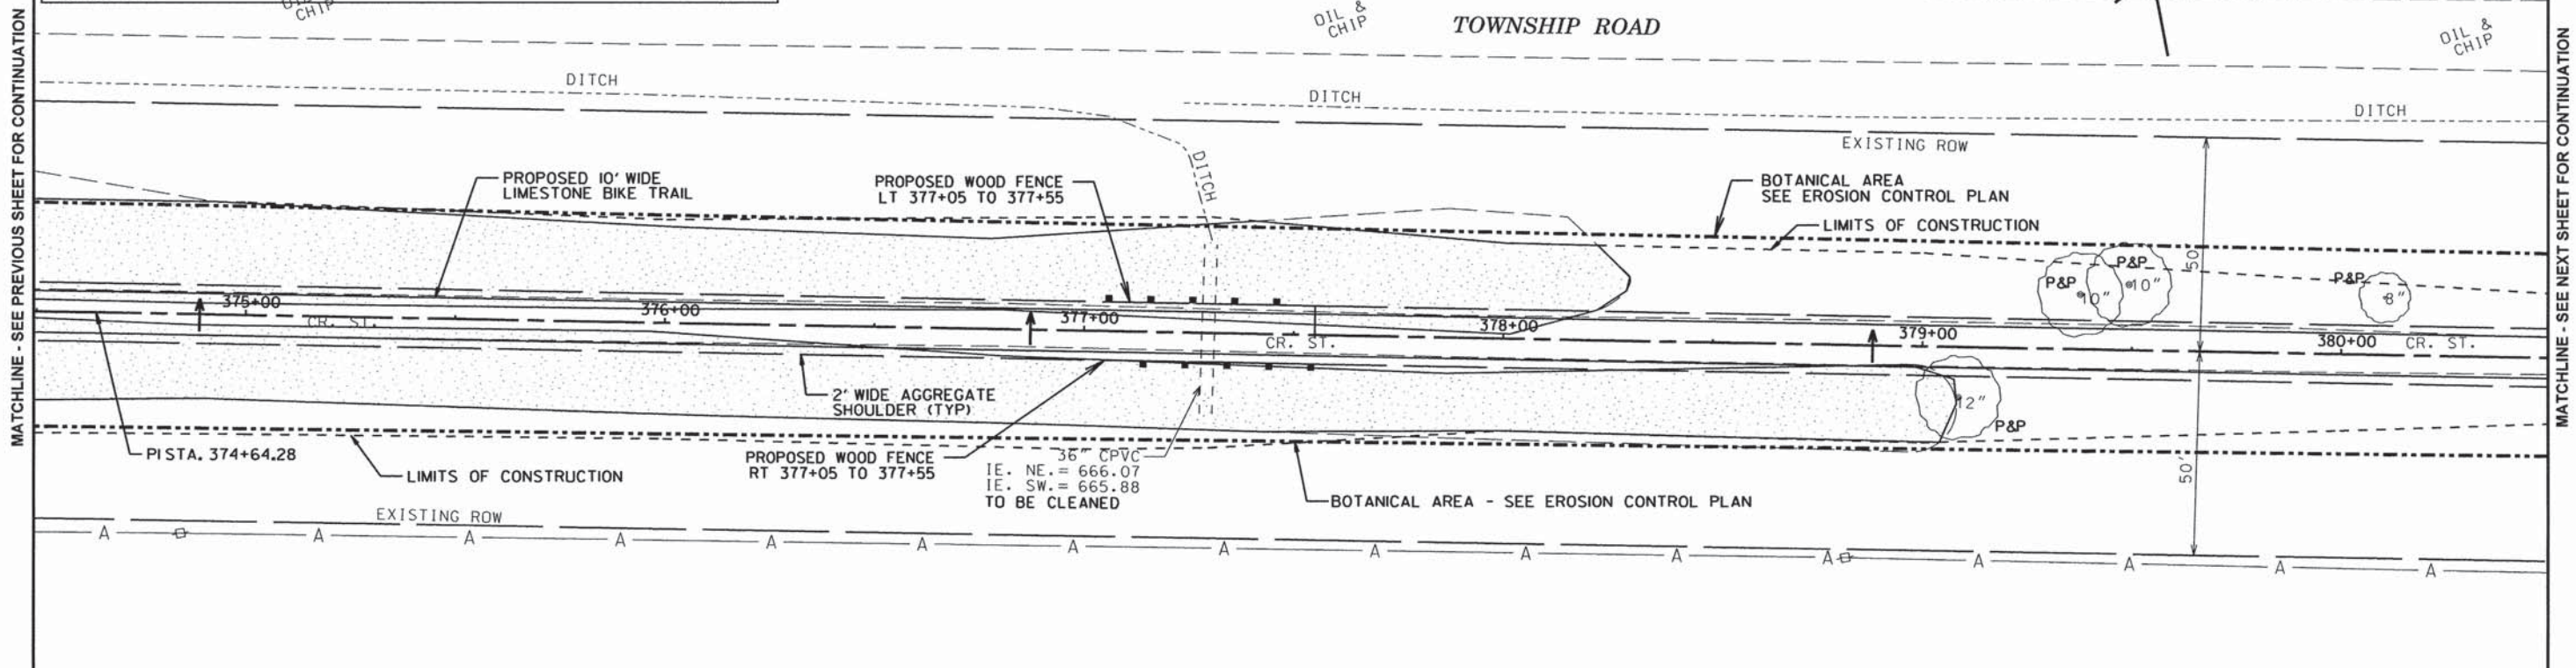 MATCHLINE - SEE PREVIOUS SHEET FOR CONTINUATION
CHIP
OIL &
CHIP
TOWNSHIP ROAD
OIL &
CHIP
MATCHLINE - SEE NEXT SHEET FOR CONTINUATION
DITCH
DITCH
DITCH
EXISTING ROW
DITCH
PROPOSED 10' WIDE
LIMESTONE BIKE TRAIL
PROPOSED WOOD FENCE
LT 377+05 TO 377+55
BOTANICAL AREA
SEE EROSION CONTROL PLAN
LIMITS OF CONSTRUCTION
50'
P&P
10"
P&P
10"
P&P
8"
375+00
376+00
377+00
378+00
379+00
380+00
CR. ST.
CR. ST.
CR. ST.
2' WIDE AGGREGATE
SHOULDER (TYP)
12"
P&P
PI STA. 374+64.28
LIMITS OF CONSTRUCTION
PROPOSED WOOD FENCE
RT 377+05 TO 377+55
36" CPVC
IE. NE.= 666.07
IE. SW.= 665.88
TO BE CLEANED
BOTANICAL AREA - SEE EROSION CONTROL PLAN
50'
EXISTING ROW
A A A A A A A A A A A A A A A A